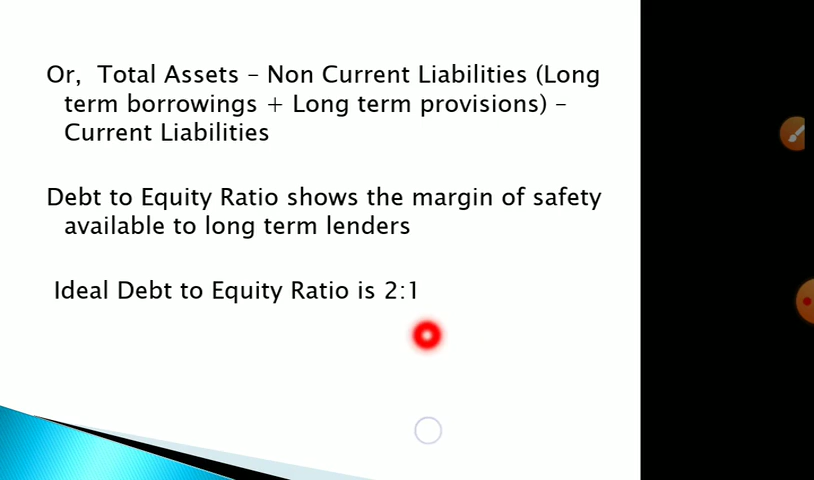 Or, Total Assets – Non Current Liabilities (Long
term borrowings + Long term provisions) –
Current Liabilities
Debt to Equity Ratio shows the margin of safety
available to long term lenders
Ideal Debt to Equity Ratio is 2:1